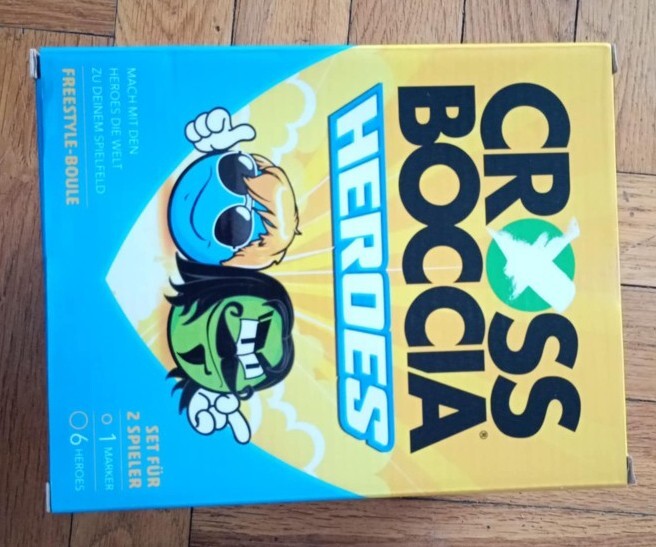 CROSS
BOCCIA®
HEROES
MACH MIT DEN
HEROES DIE WELT
ZU DEINEM SPIELFELD
FREESTYLE-BOULE
SET FÜR
2 SPIELER
1 MARKER
6 HEROES